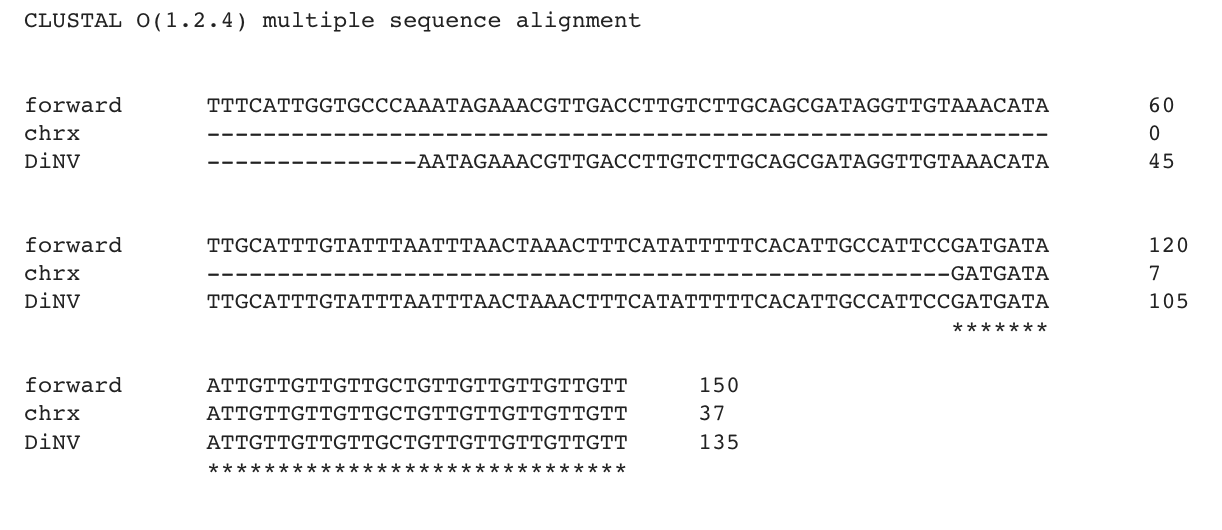 CLUSTAL O(1.2.4) multiple sequence alignment
forward TTTCATTGGTGCCCAAATAGAAACGTTGACCTTGTCTTGCAGCGATAGGTTGTAAACATA 60
chrx ------------------------------------------------------------ 0
DiNV ---------------AATAGAAACGTTGACCTTGTCTTGCAGCGATAGGTTGTAAACATA 45
forward TTGCATTTGTATTTAATTTAACTAAACTTTCATATTTTTCACATTGCCATTCCGATGATA 120
chrx -----------------------------------------------------GATGATA 7
DiNV TTGCATTTGTATTTAATTTAACTAAACTTTCATATTTTTCACATTGCCATTCCGATGATA 105
*******
forward ATTGTTGTTGTTGCTGTTGTTGTTGTTGTT 150
chrx ATTGTTGTTGTTGCTGTTGTTGTTGTTGTT 37
DiNV ATTGTTGTTGTTGCTGTTGTTGTTGTTGTT 135
******************************